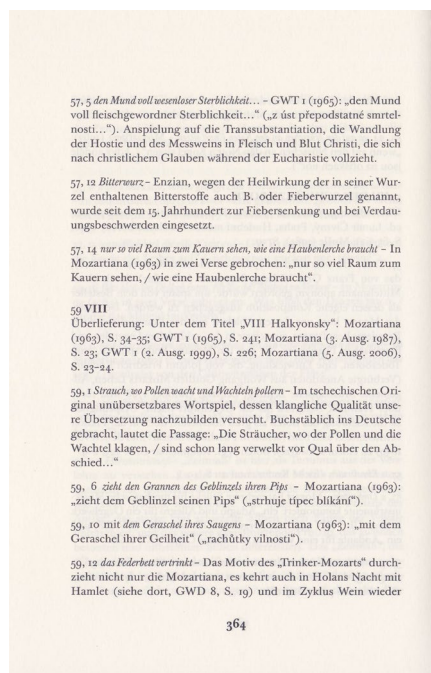 57, 5 den Mund voll wesenloser Sterblichkeit… – GWT 1 (1965): „den Mund
voll fleischgewordner Sterblichkeit…“ („z úst přepodstatné smrtel-
nosti…“). Anspielung auf die Transsubstantiation, die Wandlung
der Hostie und des Messweins in Fleisch und Blut Christi, die sich
nach christlichem Glauben während der Eucharistie vollzieht.
57, 12 Bitterwurz – Enzian, wegen der Heilwirkung der in seiner Wur-
zel enthaltenen Bitterstoffe auch B. oder Fieberwurzel genannt,
wurde seit dem 15. Jahrhundert zur Fiebersenkung und bei Verdau-
ungsbeschwerden eingesetzt.
57, 14 nur so viel Raum zum Kauern sehen, wie eine Haubenlerche braucht – In
Mozartiana (1963) in zwei Verse gebrochen: „nur so viel Raum zum
Kauern sehen, / wie eine Haubenlerche braucht“.
59 VIII
Überlieferung: Unter dem Titel „VIII Halkyonsky“: Mozartiana
(1963), S. 34–35; GWT 1 (1965), S. 241; Mozartiana (3. Ausg. 1987),
S. 23; GWT 1 (2. Ausg. 1999), S. 226; Mozartiana (5. Ausg. 2006),
S. 23–24.
59, 1 Strauch, wo Pollen wacht und Wachteln pollern – Im tschechischen Ori-
ginal unübersetzbares Wortspiel, dessen klangliche Qualität unse-
re Übersetzung nachzubilden versucht. Buchstäblich ins Deutsche
gebracht, lautet die Passage: „Die Sträucher, wo der Pollen und die
Wachtel klagen, / sind schon lang verwelkt vor Qual über den Ab-
schied…“
59, 6 zieht den Grannen des Geblinzels ihren Pips – Mozartiana (1963):
„zieht dem Geblinzel seinen Pips“ („strhuje típec blíkání“).
59, 10 mit dem Geraschel ihres Saugens – Mozartiana (1963): „mit dem
Geraschel ihrer Geilheit“ („rachůtky vilnosti“).
59, 12 das Federbett vertrinkt – Das Motiv des „Trinker-Mozarts“ durch-
zieht nicht nur die Mozartiana, es kehrt auch in Holans Nacht mit
Hamlet (siehe dort, GWD 8, S. 19) und im Zyklus Wein wieder
364